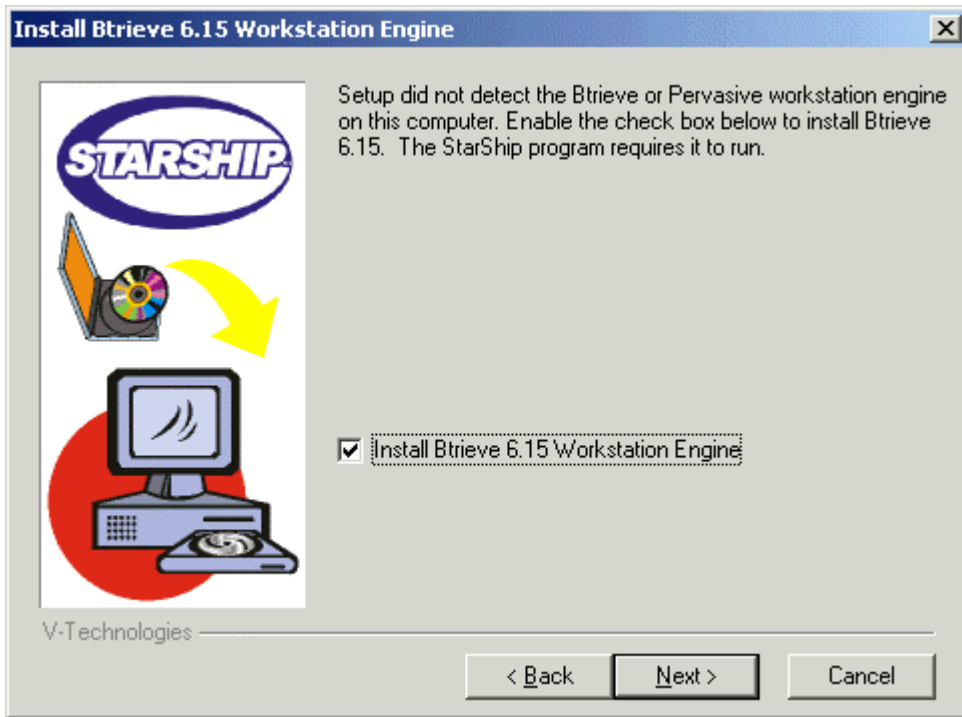 Install Btrieve 6.15 Workstation Engine
Setup did not detect the Btrieve or Pervasive workstation engine
on this computer. Enable the check box below to install Btrieve
6.15.  The StarShip program requires it to run.
STARSHIP
Install Btrieve 6.15 Workstation Engine
V-Technologies
< Back
Next >
Cancel